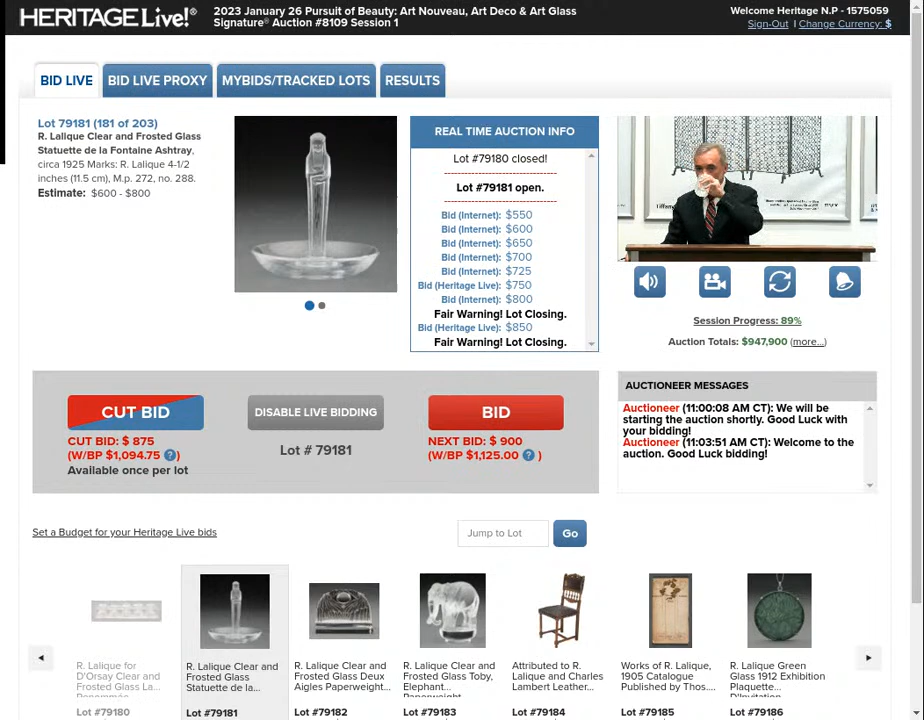 HERITAGE Live!®
2023 January 26 Pursuit of Beauty: Art Nouveau, Art Deco & Art Glass
Signature® Auction #8109 Session 1
Welcome Heritage N.P - 1575059
Sign-Out | Change Currency: $
BID LIVE
BID LIVE PROXY
MYBIDS/TRACKED LOTS
RESULTS
Lot 79181 (181 of 203)
R. Lalique Clear and Frosted Glass
Statuette de la Fontaine Ashtray,
circa 1925 Marks: R. Lalique 4-1/2
inches (11.5 cm), M.p. 272, no. 288.
Estimate: $600 - $800
REAL TIME AUCTION INFO
Lot #79180 closed!
Lot #79181 open.
Bid (Internet): $550
Bid (Internet): $600
Bid (Internet): $650
Bid (Internet): $700
Bid (Internet): $725
Bid (Heritage Live): $750
Bid (Internet): $800
Fair Warning! Lot Closing.
Bid (Heritage Live): $850
Fair Warning! Lot Closing.
Session Progress: 89%
Auction Totals: $947,900 (more...)
CUT BID
CUT BID: $ 875
(W/BP $1,094.75 ?)
Available once per lot
DISABLE LIVE BIDDING
Lot # 79181
BID
NEXT BID: $ 900
(W/BP $1,125.00 ? )
AUCTIONEER MESSAGES
Auctioneer (11:00:08 AM CT): We will be
starting the auction shortly. Good Luck with
your bidding!
Auctioneer (11:03:51 AM CT): Welcome to the
auction. Good Luck bidding!
Set a Budget for your Heritage Live bids
Jump to Lot
Go
R. Lalique for
D'Orsay Clear and
Frosted Glass La...
Lot #79180
R. Lalique Clear and
Frosted Glass
Statuette de la...
Lot #79181
R. Lalique Clear and
Frosted Glass Deux
Aigles Paperweight...
Lot #79182
R. Lalique Clear and
Frosted Glass Toby,
Elephant...
Paperweight
Lot #79183
Attributed to R.
Lalique and Charles
Lambert Leather...
Lot #79184
Works of R. Lalique,
1905 Catalogue
Published by Thos....
Lot #79185
R. Lalique Green
Glass 1912 Exhibition
Plaquette...
Lot #79186